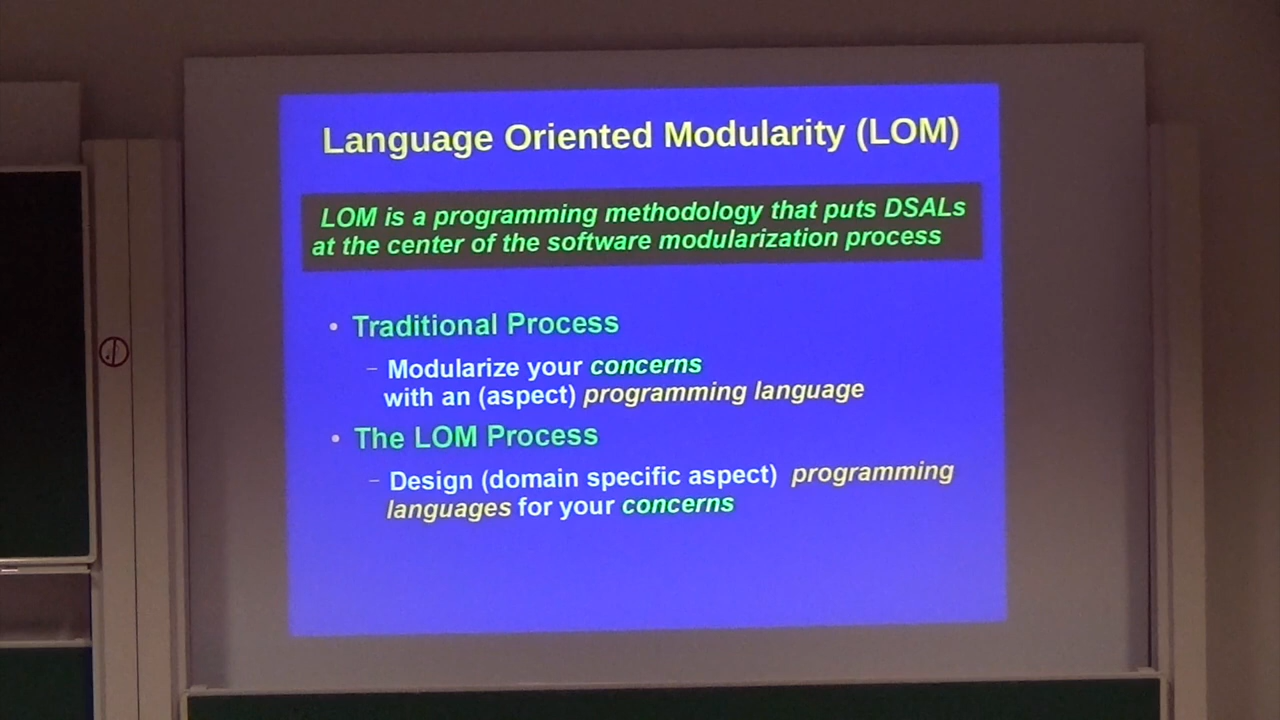 Language Oriented Modularity (LOM)
LOM is a programming methodology that puts DSALs
at the center of the software modularization process
• Traditional Process
– Modularize your concerns
with an (aspect) programming language
• The LOM Process
– Design (domain specific aspect) programming
languages for your concerns